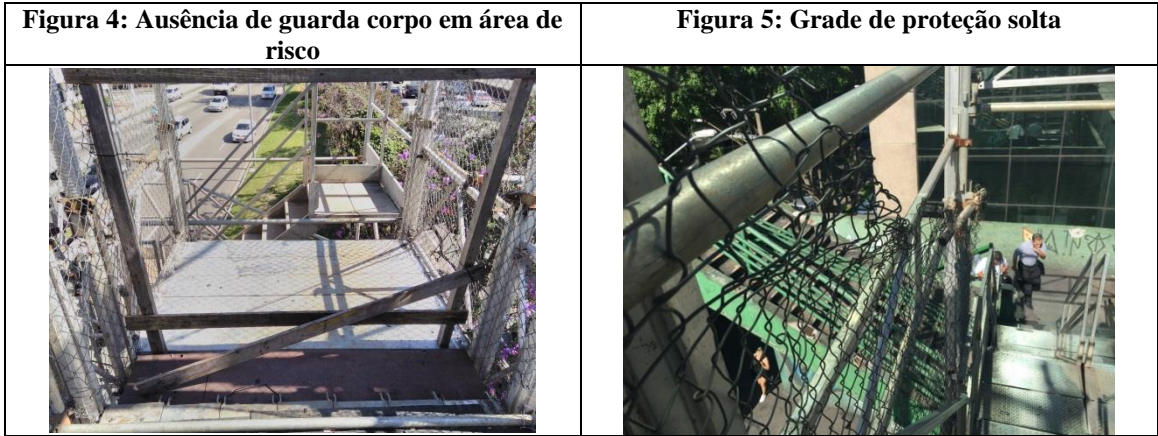 Figura 4: Ausência de guarda corpo em área de
risco
Figura 5: Grade de proteção solta